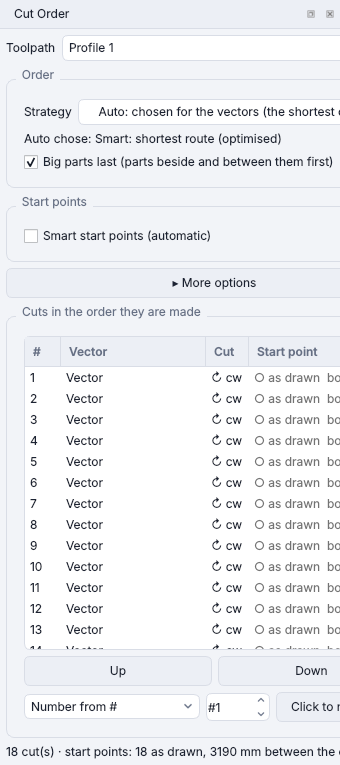 Cut Order
Toolpath Profile 1
Order
Strategy Auto: chosen for the vectors (the shortest
Auto chose: Smart: shortest route (optimised)
Big parts last (parts beside and between them first)
Start points
Smart start points (automatic)
▸ More options
Cuts in the order they are made
# Vector Cut Start point
1 Vector ↻ cw as drawn
2 Vector ↻ cw as drawn
3 Vector ↻ cw as drawn
4 Vector ↻ cw as drawn
5 Vector ↻ cw as drawn
6 Vector ↻ cw as drawn
7 Vector ↻ cw as drawn
8 Vector ↻ cw as drawn
9 Vector ↻ cw as drawn
10 Vector ↻ cw as drawn
11 Vector ↻ cw as drawn
12 Vector ↻ cw as drawn
13 Vector ↻ cw as drawn
Up Down
Number from # #1 Click to
18 cut(s) · start points: 18 as drawn, 3190 mm between the